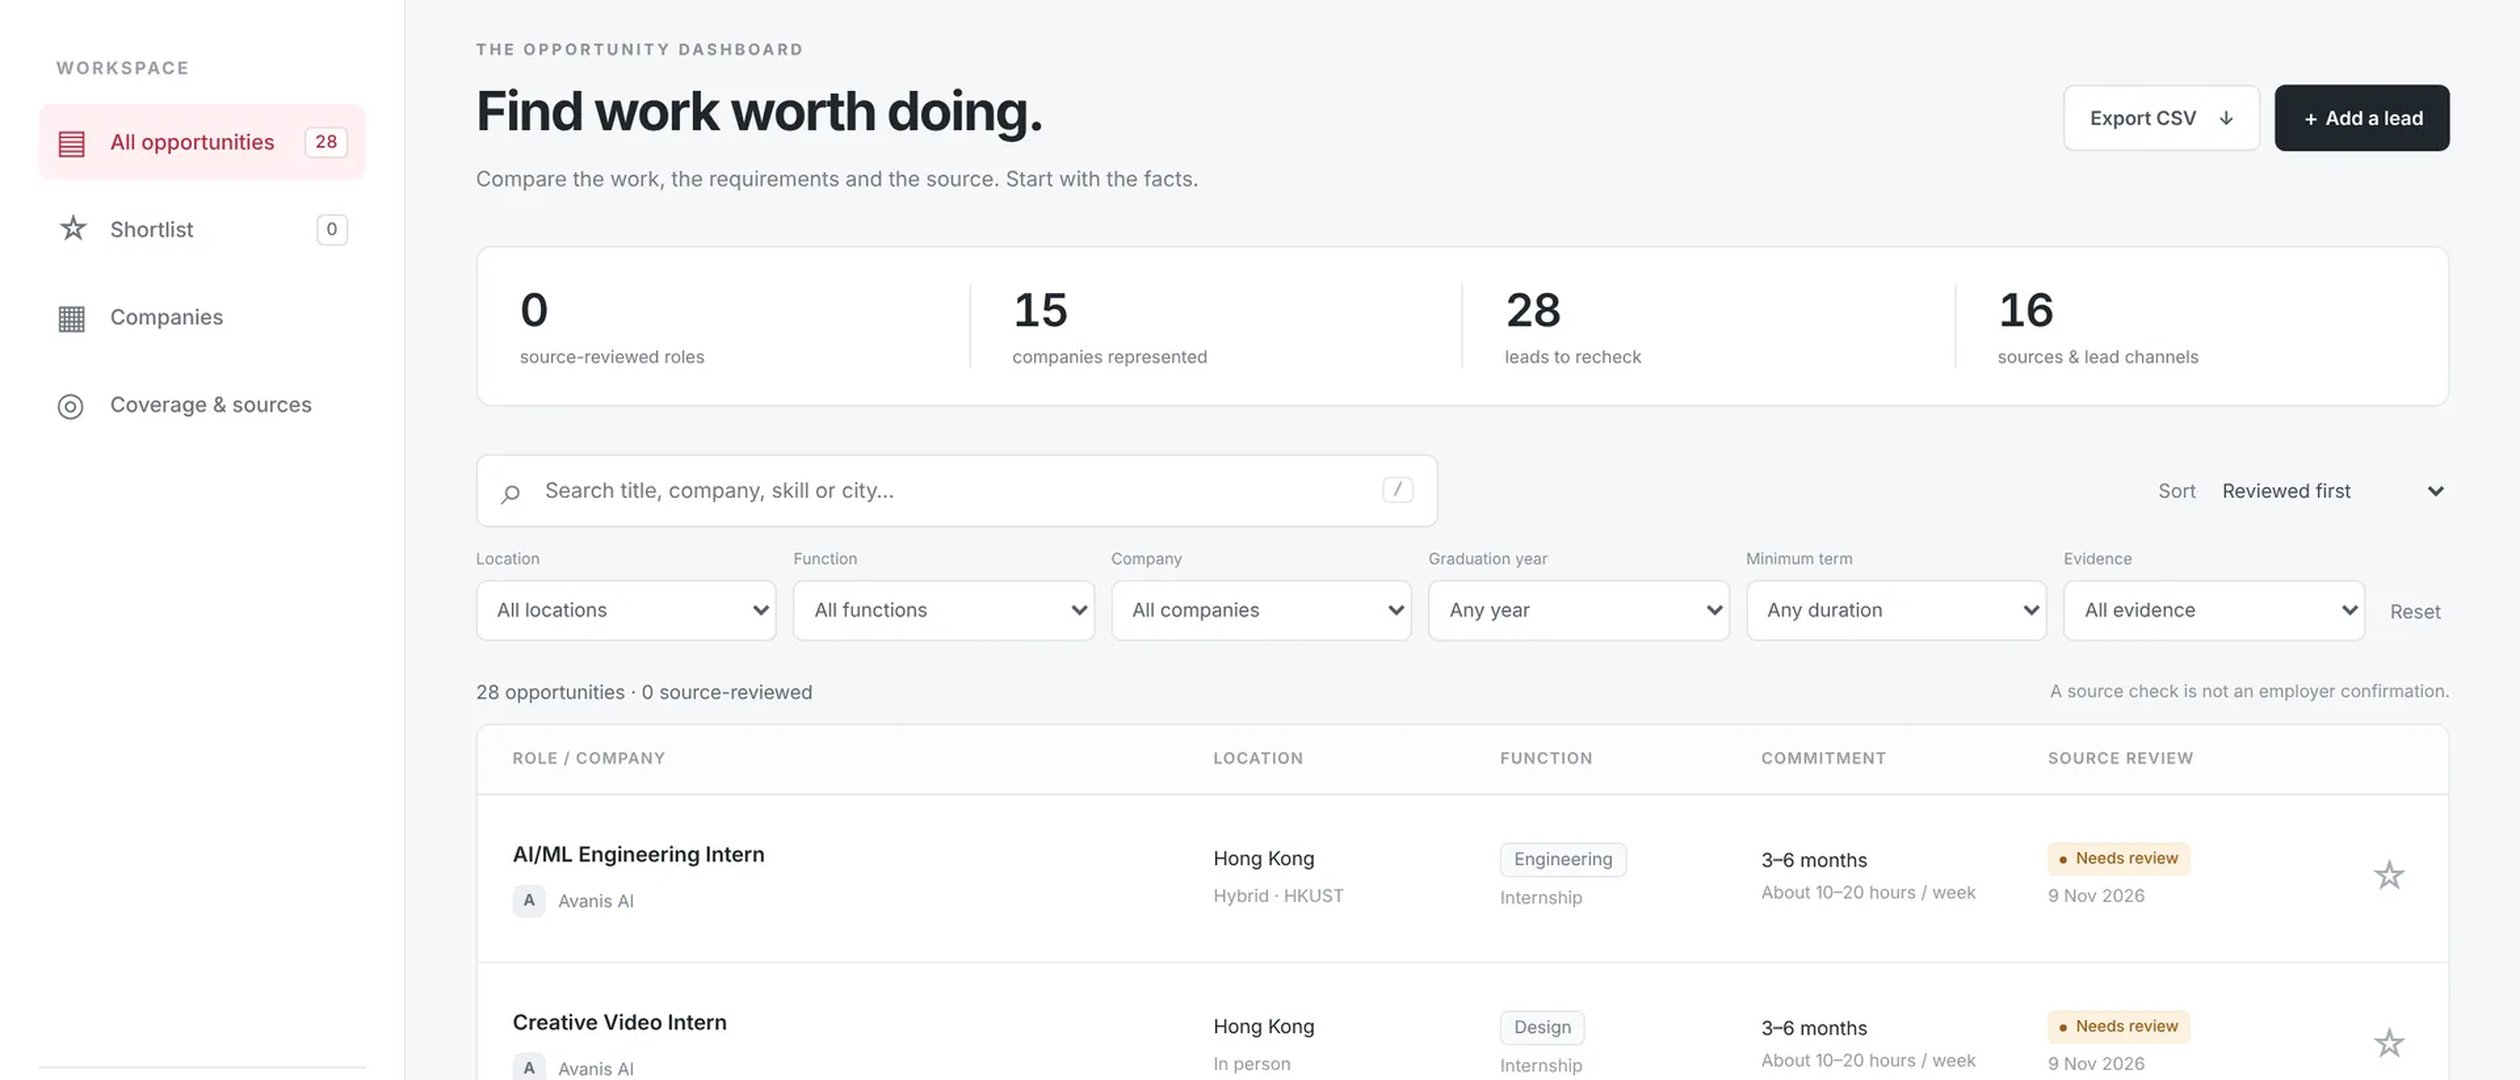 WORKSPACE
All opportunities 28
Shortlist 0
Companies
Coverage & sources
THE OPPORTUNITY DASHBOARD
Find work worth doing.
Compare the work, the requirements and the source. Start with the facts.
Export CSV ↓
+ Add a lead
0
source-reviewed roles
15
companies represented
28
leads to recheck
16
sources & lead channels
Search title, company, skill or city... /
Sort Reviewed first
Location
All locations
Function
All functions
Company
All companies
Graduation year
Any year
Minimum term
Any duration
Evidence
All evidence
Reset
28 opportunities · 0 source-reviewed
A source check is not an employer confirmation.
ROLE / COMPANY LOCATION FUNCTION COMMITMENT SOURCE REVIEW
AI/ML Engineering Intern
A Avanis AI
Hong Kong
Hybrid · HKUST
Engineering
Internship
3–6 months
About 10–20 hours / week
Needs review
9 Nov 2026
Creative Video Intern
A Avanis AI
Hong Kong
In person
Design
Internship
3–6 months
About 10–20 hours / week
Needs review
9 Nov 2026